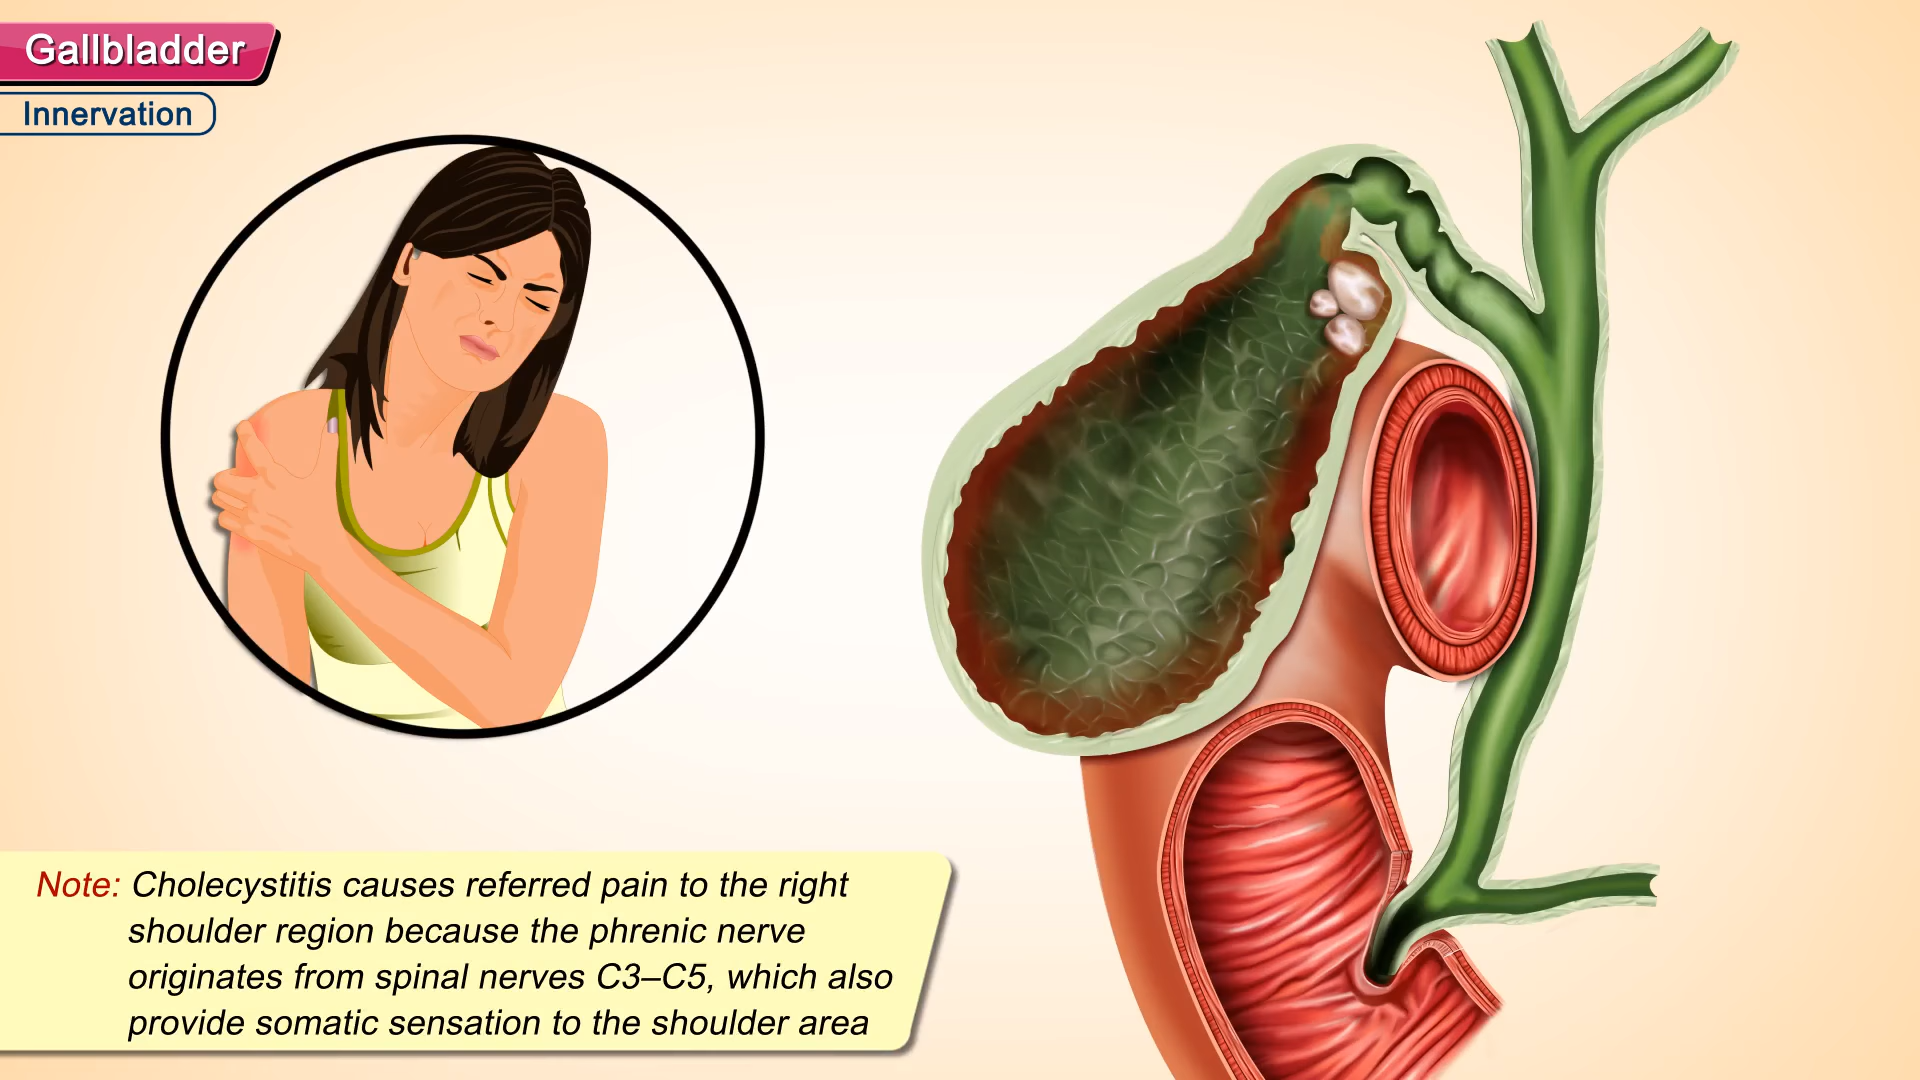 Gallbladder
Innervation
Note: Cholecystitis causes referred pain to the right
shoulder region because the phrenic nerve
originates from spinal nerves C3–C5, which also
provide somatic sensation to the shoulder area